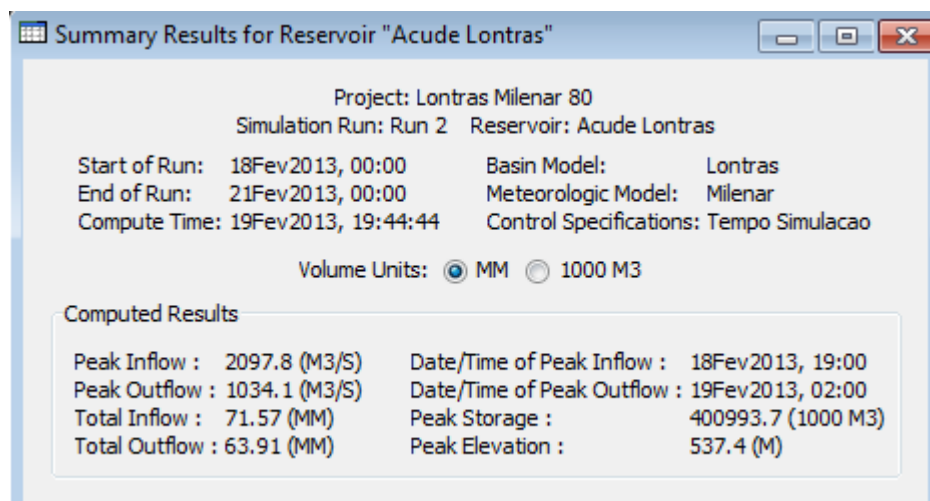 Summary Results for Reservoir "Acude Lontras"
Project: Lontras Milenar 80
Simulation Run: Run 2 Reservoir: Acude Lontras
Start of Run: 18Fev2013, 00:00 Basin Model: Lontras
End of Run: 21Fev2013, 00:00 Meteorologic Model: Milenar
Compute Time: 19Fev2013, 19:44:44 Control Specifications: Tempo Simulacao
Volume Units: MM 1000 M3
Computed Results
Peak Inflow : 2097.8 (M3/S) Date/Time of Peak Inflow : 18Fev2013, 19:00
Peak Outflow : 1034.1 (M3/S) Date/Time of Peak Outflow : 19Fev2013, 02:00
Total Inflow : 71.57 (MM) Peak Storage : 400993.7 (1000 M3)
Total Outflow : 63.91 (MM) Peak Elevation : 537.4 (M)